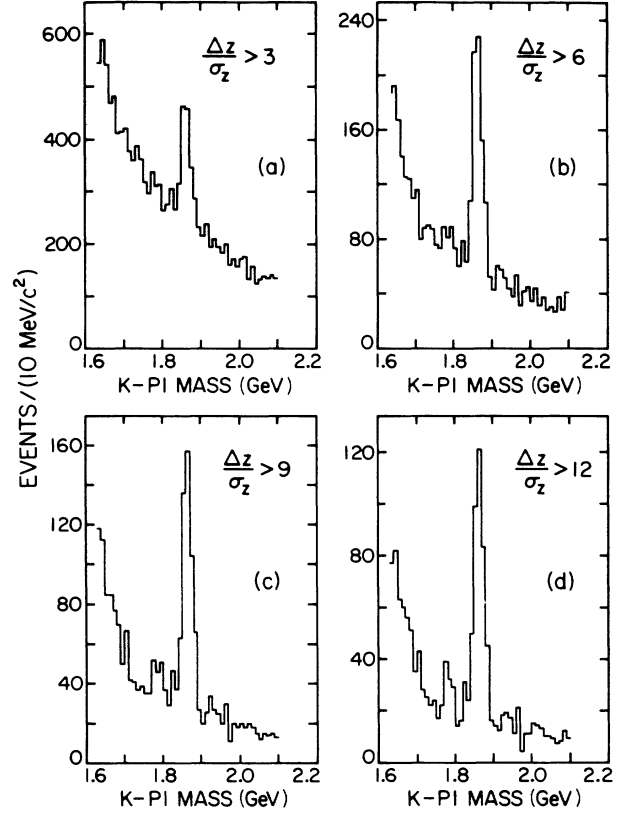 EVENTS/(10 MeV/c²)
600
400
200
0
Δz/σz > 3
(a)
1.6 1.8 2.0 2.2
K-PI MASS (GeV)
240
160
80
0
Δz/σz > 6
(b)
1.6 1.8 2.0 2.2
K-PI MASS (GeV)
160
120
80
40
0
Δz/σz > 9
(c)
1.6 1.8 2.0 2.2
K-PI MASS (GeV)
120
80
40
0
Δz/σz > 12
(d)
1.6 1.8 2.0 2.2
K-PI MASS (GeV)